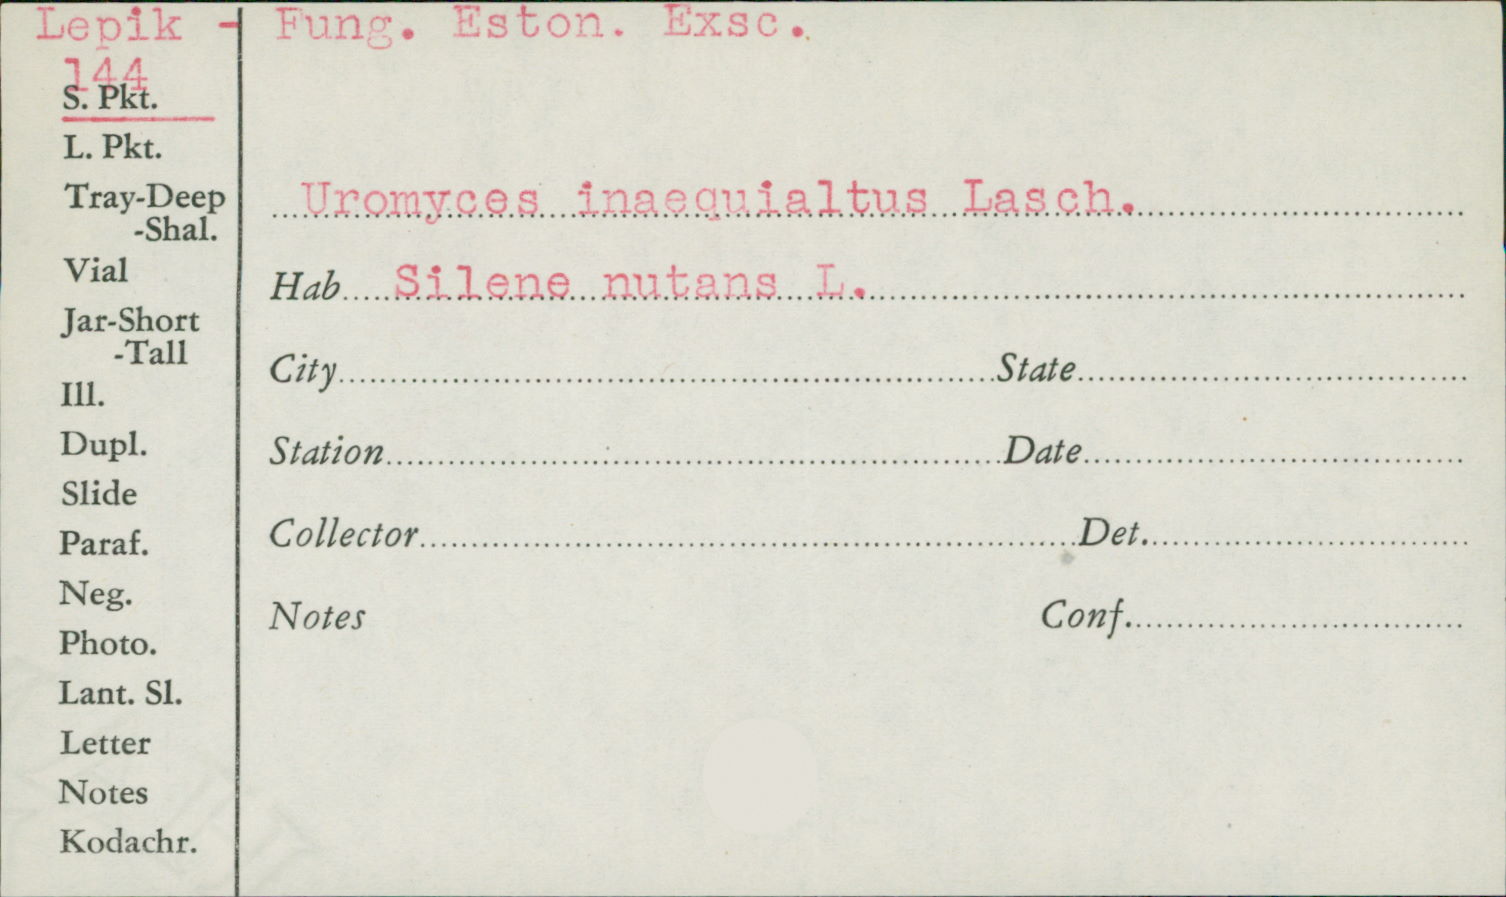 Lepik - Fung. Eston. Exsc.
144
S. Pkt.
L. Pkt.
Tray-Deep
-Shal.
Vial
Jar-Short
-Tall
Ill.
Dupl.
Slide
Paraf.
Neg.
Photo.
Lant. Sl.
Letter
Notes
Kodachr.
Uromyces inaequialtus Lasch.
Hab. Silene nutans L.
City State
Station Date
Collector Det.
Notes Conf.